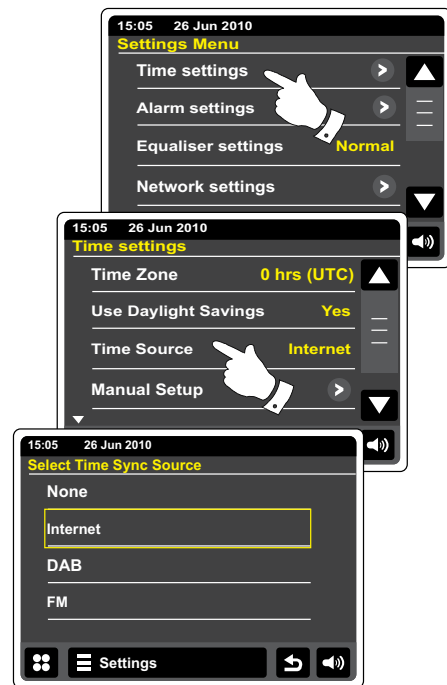 15:05 26 Jun 2010
Settings Menu
Time settings
Alarm settings
Equaliser settings Normal
Network settings
15:05 26 Jun 2010
Time settings
Time Zone 0 hrs (UTC)
Use Daylight Savings Yes
Time Source Internet
Manual Setup
15:05 26 Jun 2010
Select Time Sync Source
None
Internet
DAB
FM
Settings